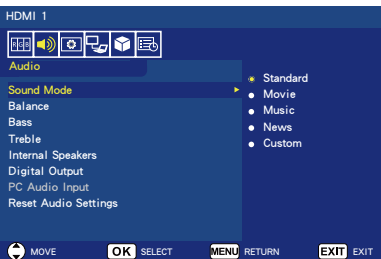 HDMI 1
RGB
Audio
Sound Mode
Balance
Bass
Treble
Internal Speakers
Digital Output
PC Audio Input
Reset Audio Settings
Standard
Movie
Music
News
Custom
MOVE OK SELECT MENU RETURN EXIT EXIT